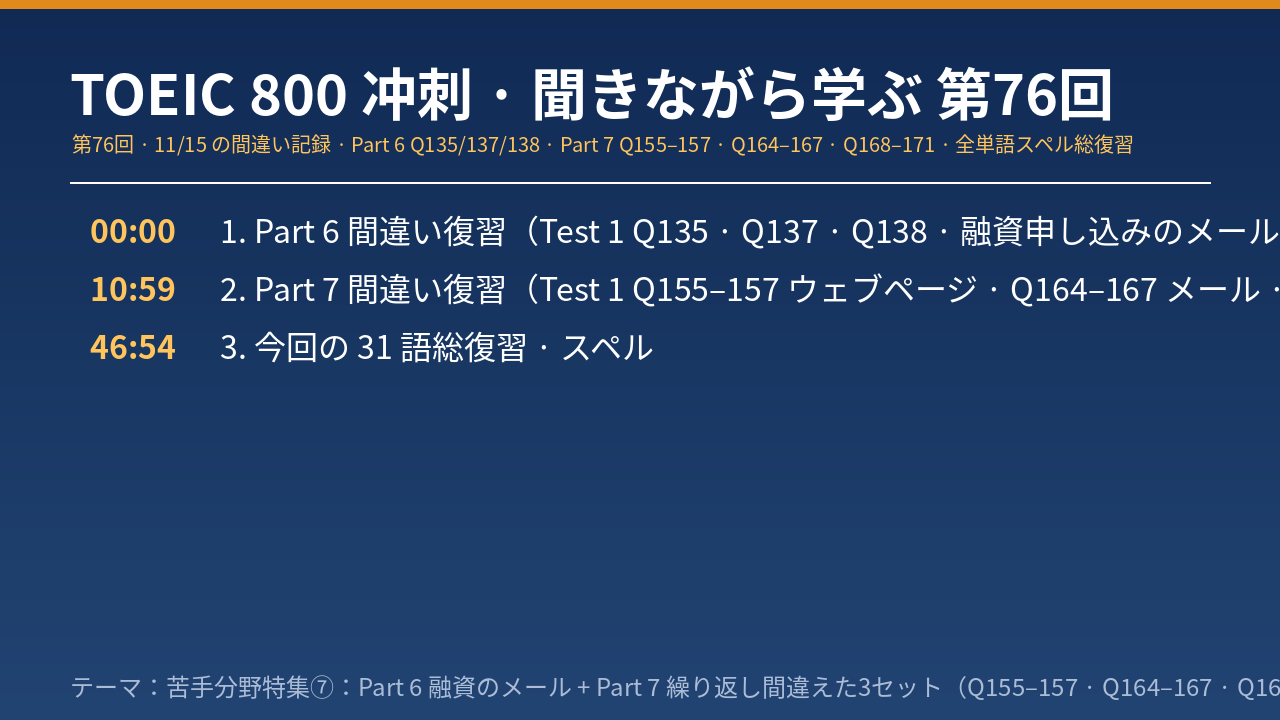 TOEIC 800 冲刺 · 聞きながら学ぶ 第76回
第76回 · 11/15 の間違い記録 · Part 6 Q135/137/138 · Part 7 Q155–157 · Q164–167 · Q168–171 · 全単語スペル総復習
00:00 1. Part 6 間違い復習（Test 1 Q135 · Q137 · Q138 · 融資申し込みのメール
10:59 2. Part 7 間違い復習（Test 1 Q155–157 ウェブページ · Q164–167 メール ·
46:54 3. 今回の 31 語総復習 · スペル
テーマ：苦手分野特集⑦：Part 6 融資のメール + Part 7 繰り返し間違えた3セット（Q155–157 · Q164–167 · Q16